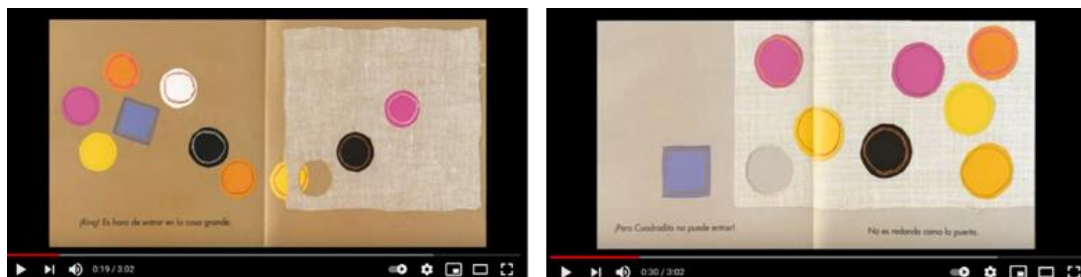 ¡Ring! Es hora de entrar en la casa grande.
0:19 / 3:02
¡Pero Cuadradito no puede entrar!
No es redondo como la puerta.
0:30 / 3:02